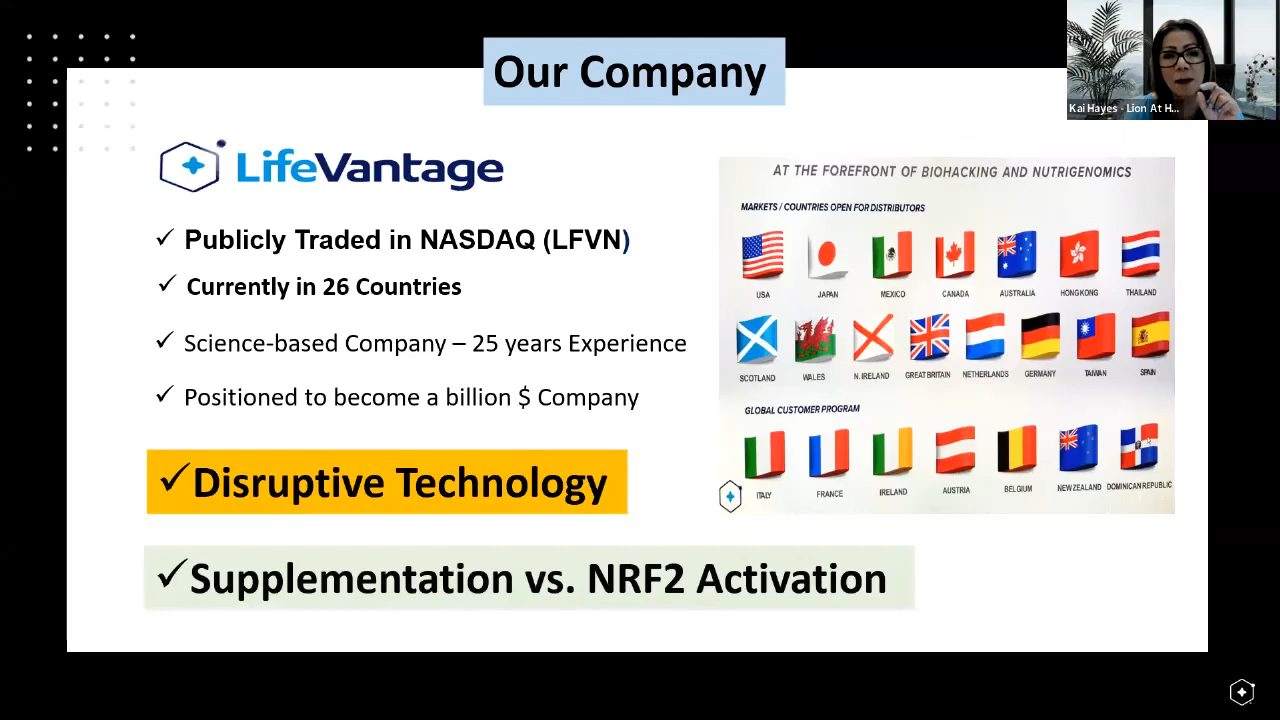 Our Company
Kai Hayes - Lion At H...
LifeVantage
✓ Publicly Traded in NASDAQ (LFVN)
✓ Currently in 26 Countries
✓ Science-based Company – 25 years Experience
✓ Positioned to become a billion $ Company
✓Disruptive Technology
✓Supplementation vs. NRF2 Activation
AT THE FOREFRONT OF BIOHACKING AND NUTRIGENOMICS
MARKETS / COUNTRIES OPEN FOR DISTRIBUTORS
USA JAPAN MEXICO CANADA AUSTRALIA HONG KONG THAILAND
SCOTLAND WALES N. IRELAND GREAT BRITAIN NETHERLANDS GERMANY TAIWAN SPAIN
GLOBAL CUSTOMER PROGRAM
ITALY FRANCE IRELAND AUSTRIA BELGIUM NEW ZEALAND DOMINICAN REPUBLIC